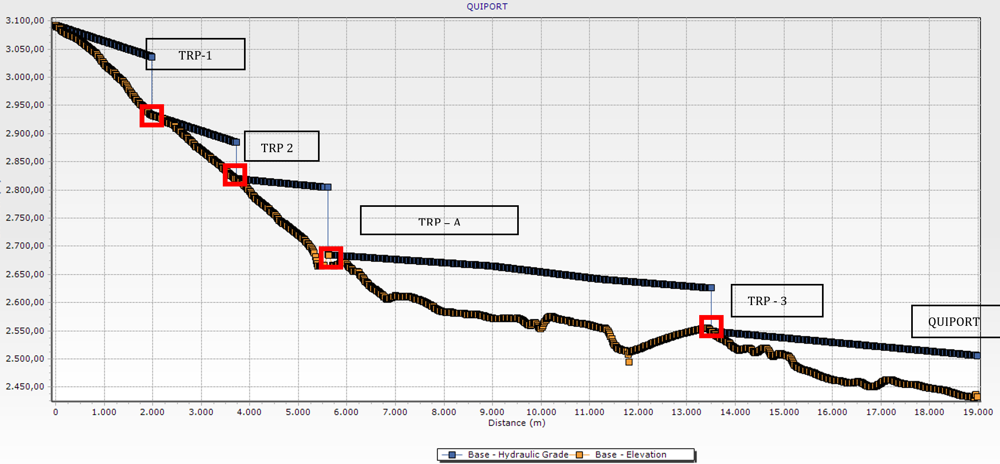 QUIPORT
3.100,00
3.050,00
TRP-1
3.000,00
2.950,00
2.900,00
TRP 2
2.850,00
2.800,00
2.750,00
TRP – A
2.700,00
2.650,00
2.600,00
TRP - 3
QUIPORT
2.550,00
2.500,00
2.450,00
0 1.000 2.000 3.000 4.000 5.000 6.000 7.000 8.000 9.000 10.000 11.000 12.000 13.000 14.000 15.000 16.000 17.000 18.000 19.000
Distance (m)
Base - Hydraulic Grade Base - Elevation